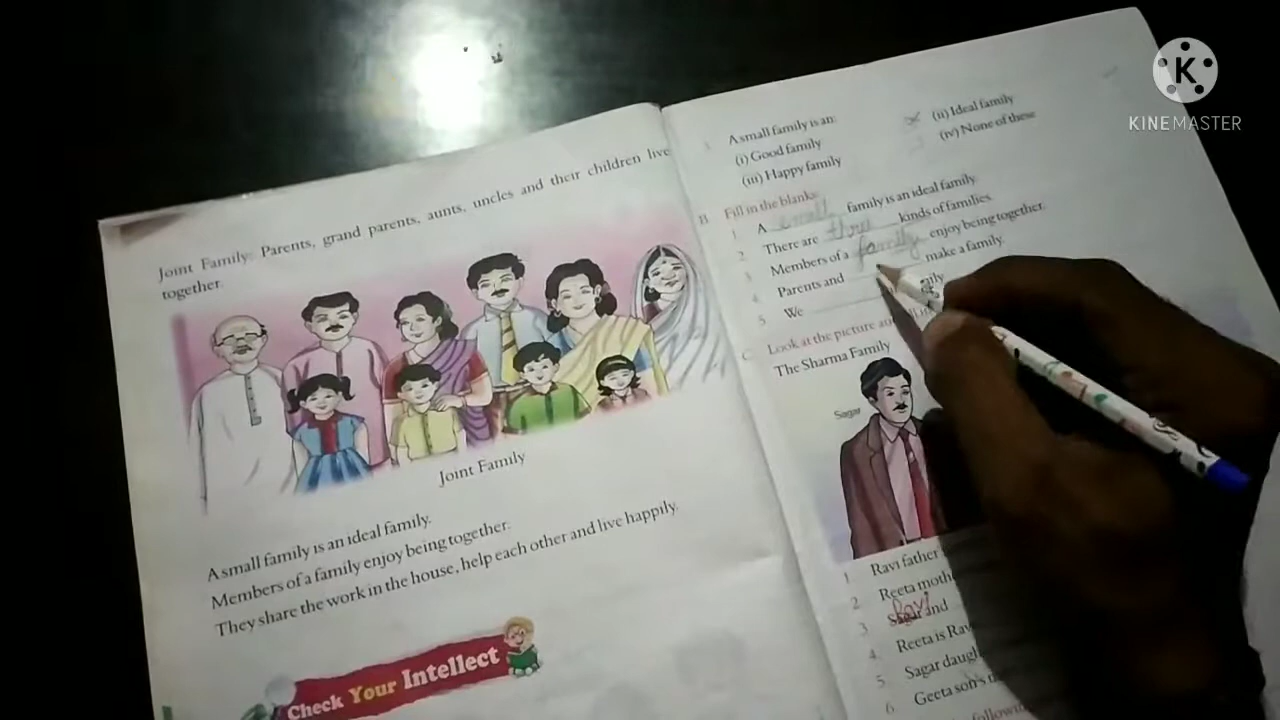 Joint Family: Parents, grand parents, aunts, uncles and their children live
together.
Joint Family
A small family is an ideal family.
Members of a family enjoy being together.
They share the work in the house, help each other and live happily.
Check Your Intellect
A small family is an:
(i) Good family
(ii) Ideal family
(iii) Happy family
(iv) None of these
B. Fill in the blanks:
1. A small family is an ideal family.
2. There are three kinds of families.
3. Members of a family enjoy being together.
4. Parents and make a family.
5. We
C. Look at the picture and
The Sharma Family
Sagar
1. Ravi father
2. Reeta moth
3. Sagar Ravi and
4. Reeta is Rav
5. Sagar daugh
6. Geeta son's
KINEMASTER